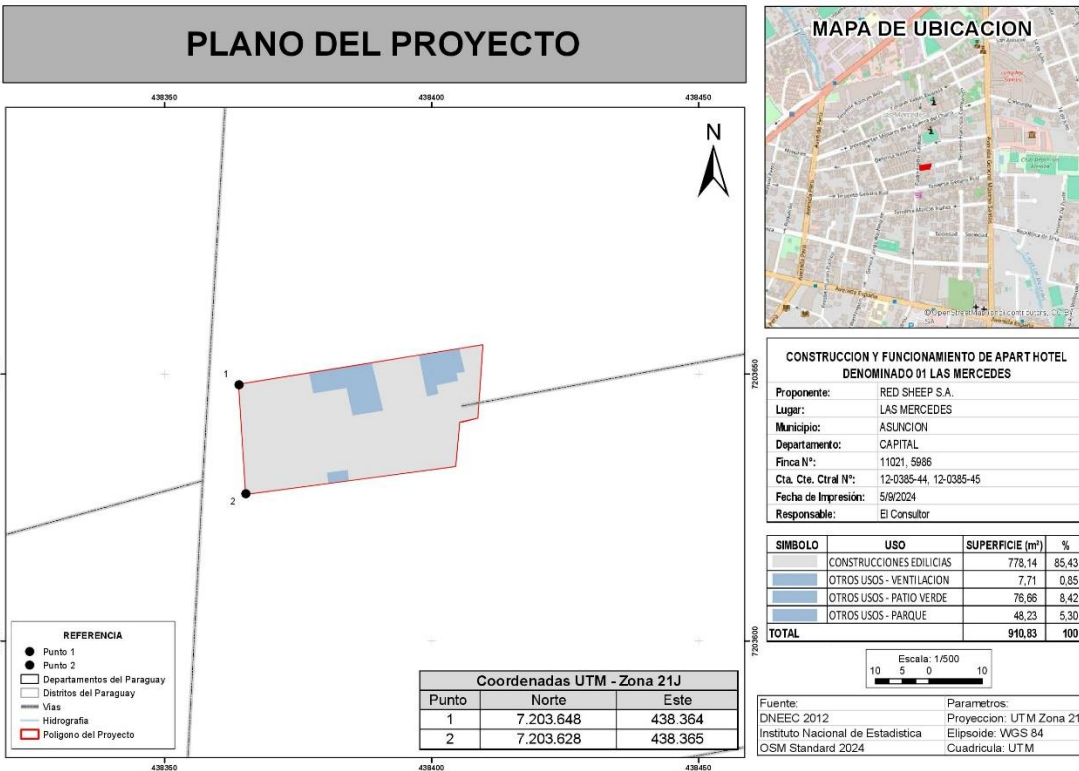 PLANO DEL PROYECTO
438350 438400 438450
N
1
2
7203650
7203600
REFERENCIA
Punto 1
Punto 2
Departamentos del Paraguay
Distritos del Paraguay
Vias
Hidrografia
Poligono del Proyecto
Coordenadas UTM - Zona 21J
Punto Norte Este
1 7.203.648 438.364
2 7.203.628 438.365
438350 438400 438450
MAPA DE UBICACION
Avenida España
CONSTRUCCION Y FUNCIONAMIENTO DE APART HOTEL
DENOMINADO 01 LAS MERCEDES
Proponente: RED SHEEP S.A.
Lugar: LAS MERCEDES
Municipio: ASUNCION
Departamento: CAPITAL
Finca Nº: 11021, 5986
Cta. Cte. Ctral Nº: 12-0385-44, 12-0385-45
Fecha de Impresión: 5/9/2024
Responsable: El Consultor
SIMBOLO USO SUPERFICIE (m²) %
CONSTRUCCIONES EDILICIAS 778,14 85,43
OTROS USOS - VENTILACION 7,71 0,85
OTROS USOS - PATIO VERDE 76,66 8,42
OTROS USOS - PARQUE 48,23 5,30
TOTAL 910,83 100
Escala: 1/500
10 5 0 10
Fuente: Parametros:
DNEEC 2012 Proyeccion: UTM Zona 21
Instituto Nacional de Estadistica Elipsoide: WGS 84
OSM Standard 2024 Cuadricula: UTM